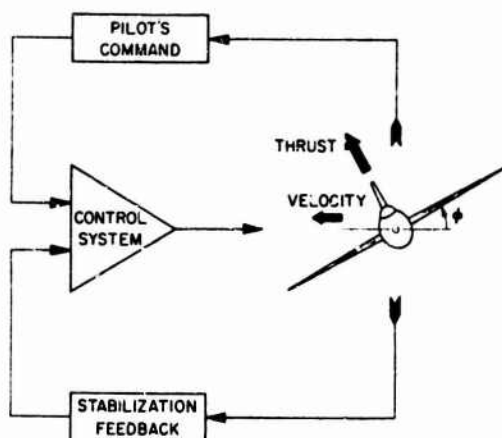 PILOT'S
COMMAND
THRUST
VELOCITY
CONTROL
SYSTEM
ϕ
STABILIZATION
FEEDBACK